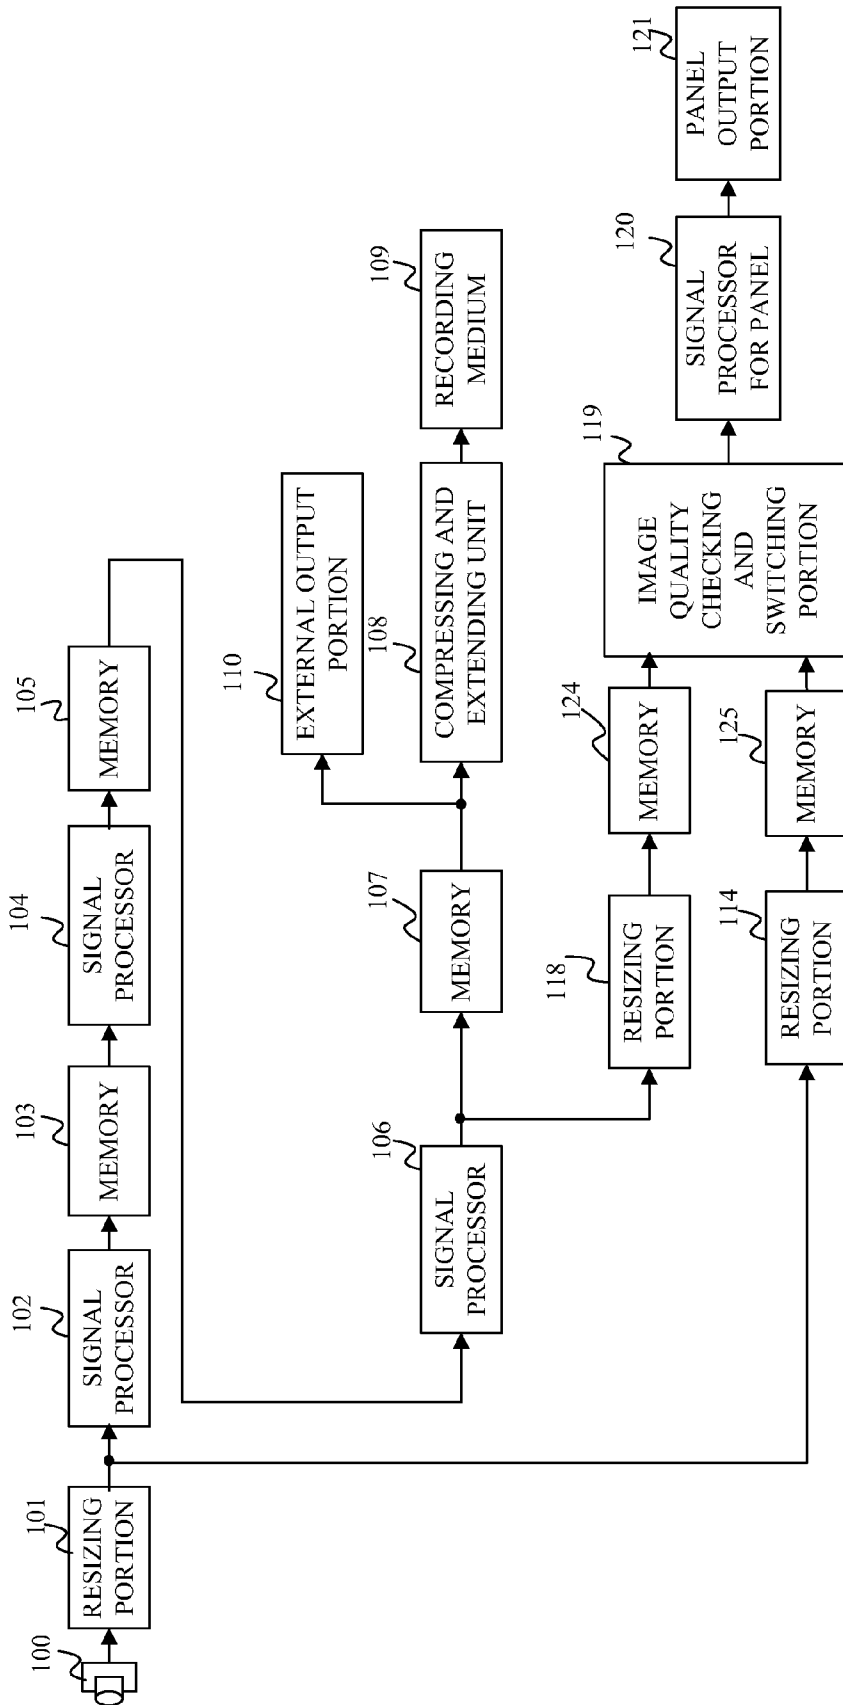 100
101
RESIZING
PORTION
102
SIGNAL
PROCESSOR
103
MEMORY
104
SIGNAL
PROCESSOR
105
MEMORY
106
SIGNAL
PROCESSOR
107
MEMORY
110
EXTERNAL OUTPUT
PORTION
108
COMPRESSING AND
EXTENDING UNIT
109
RECORDING
MEDIUM
118
RESIZING
PORTION
124
MEMORY
114
RESIZING
PORTION
125
MEMORY
119
IMAGE
QUALITY
CHECKING
AND
SWITCHING
PORTION
120
SIGNAL
PROCESSOR
FOR PANEL
121
PANEL
OUTPUT
PORTION